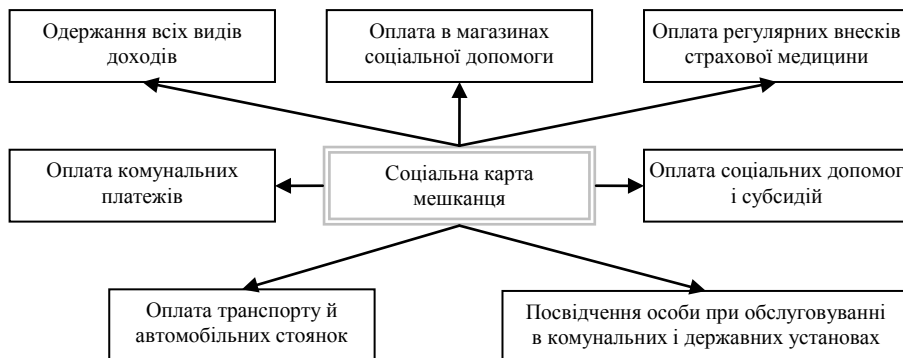 Одержання всіх видів
доходів
Оплата в магазинах
соціальної допомоги
Оплата регулярних внесків
страхової медицини
Оплата комунальних
платежів
Соціальна карта
мешканця
Оплата соціальних допомог
і субсидій
Оплата транспорту й
автомобільних стоянок
Посвідчення особи при обслуговуванні
в комунальних і державних установах